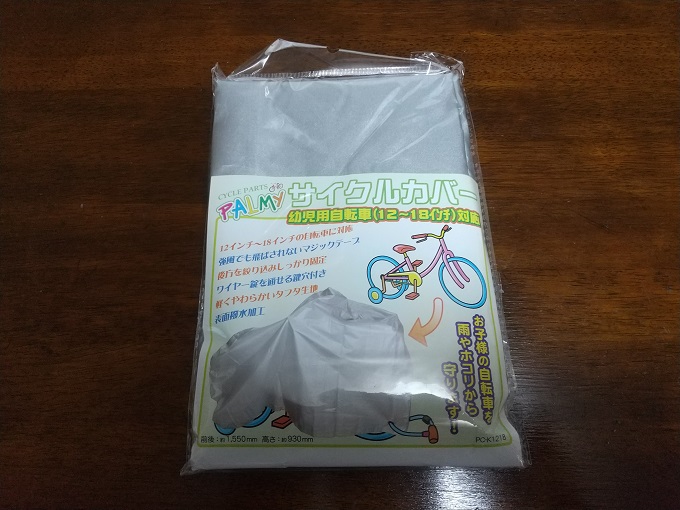 CYCLE PARTS
PALMY
サイクルカバー
幼児用自転車(12～18インチ)対応
12インチ～18インチの自転車に対応
強風でも飛ばされないマジックテープ
後方を絞り込みしっかり固定
ワイヤー錠を通せる鍵穴付き
軽くやわらかいタフタ生地
表面撥水加工
お子様の自転車を
雨やホコリから
守ります!
前後:約1,550mm 高さ:約930mm
PC-K1218